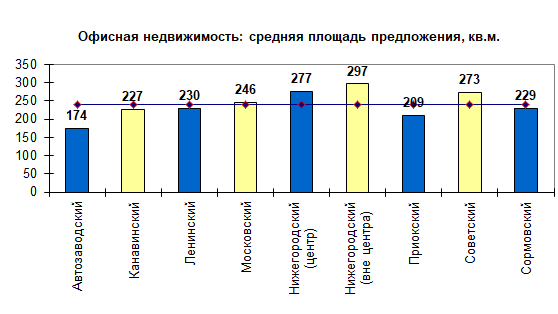 Офисная недвижимость: средняя площадь предложения, кв.м.
350
300
250
200
150
100
50
0
174
227
230
246
277
297
209
273
229
Автозаводский
Канавинский
Ленинский
Московский
Нижегородский
(центр)
Нижегородский
(вне центра)
Приокский
Советский
Сормовский